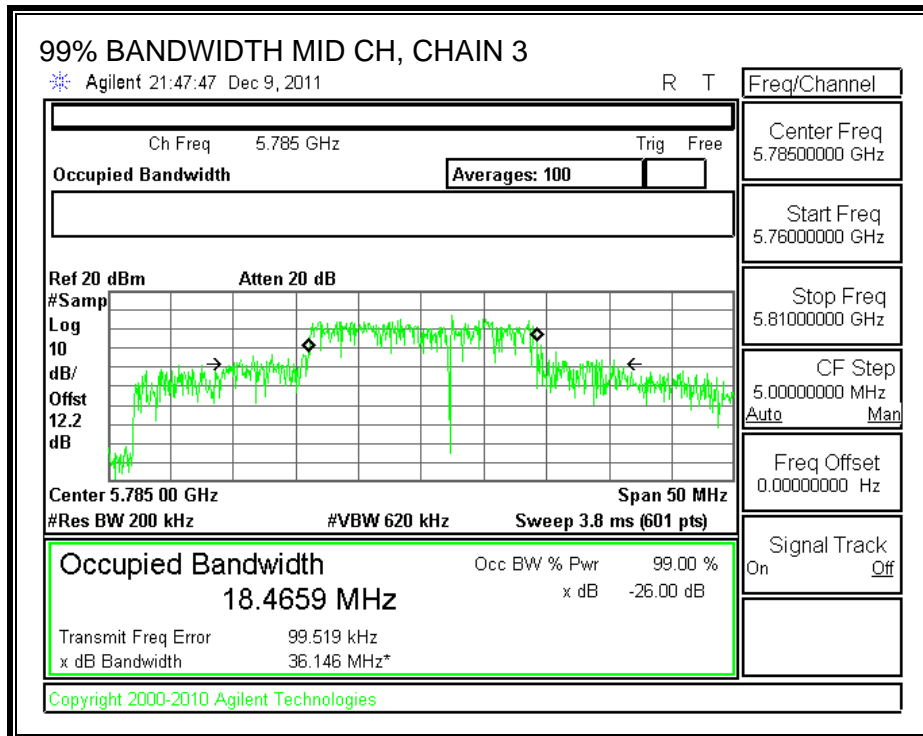 99% BANDWIDTH MID CH, CHAIN 3
Agilent 21:47:47 Dec 9, 2011 R T
Freq/Channel
Ch Freq 5.785 GHz Trig Free
Occupied Bandwidth Averages: 100
Center Freq
5.78500000 GHz
Start Freq
5.76000000 GHz
Stop Freq
5.81000000 GHz
CF Step
5.00000000 MHz
Auto Man
Freq Offset
0.00000000 Hz
Signal Track
On Off
Ref 20 dBm Atten 20 dB
#Samp
Log
10
dB/
Offst
12.2
dB
Center 5.785 00 GHz Span 50 MHz
#Res BW 200 kHz #VBW 620 kHz Sweep 3.8 ms (601 pts)
Occupied Bandwidth Occ BW % Pwr 99.00 %
18.4659 MHz x dB -26.00 dB
Transmit Freq Error 99.519 kHz
x dB Bandwidth 36.146 MHz*
Copyright 2000-2010 Agilent Technologies